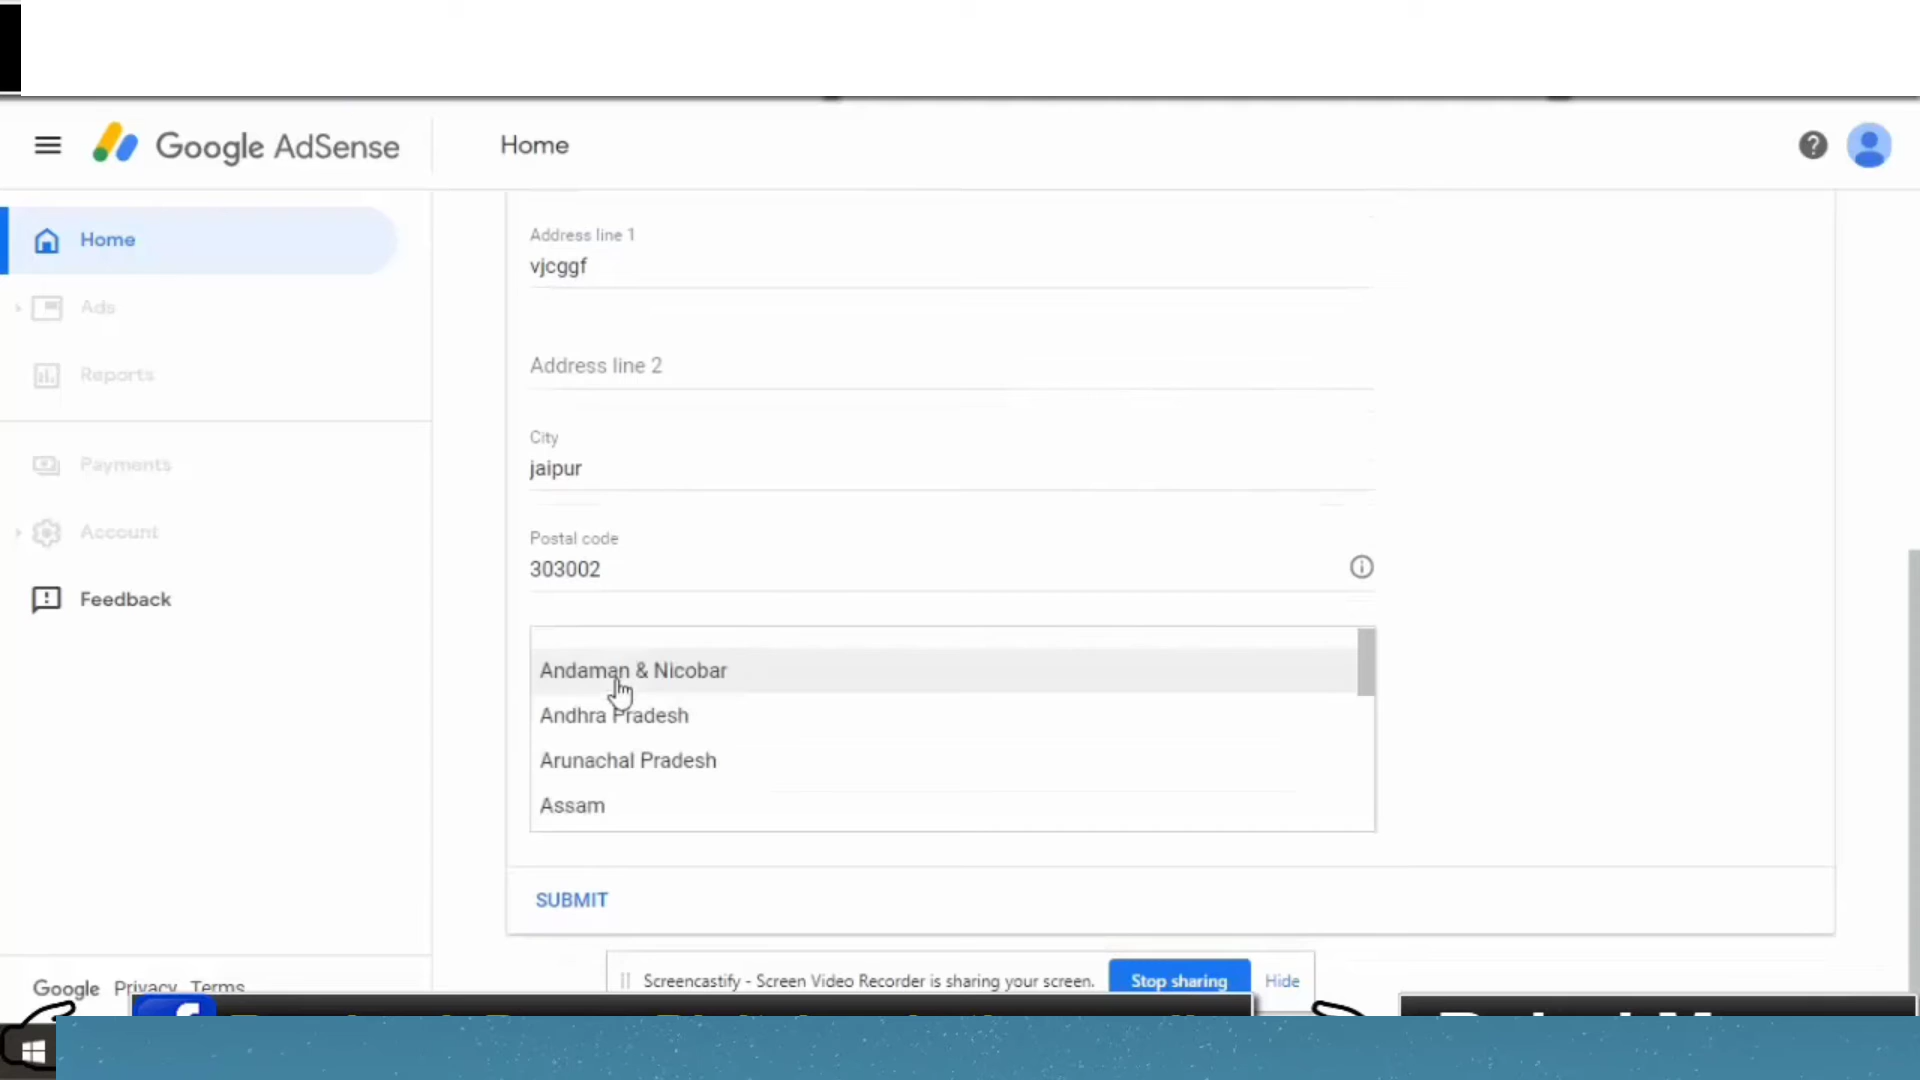 Google AdSense
Home
Home
Ads
Reports
Payments
Account
Feedback
Address line 1
vjcggf
Address line 2
City
jaipur
Postal code
303002
Andaman & Nicobar
Andhra Pradesh
Arunachal Pradesh
Assam
SUBMIT
Screencastify - Screen Video Recorder is sharing your screen.
Stop sharing
Hide
Google Privacy Terms